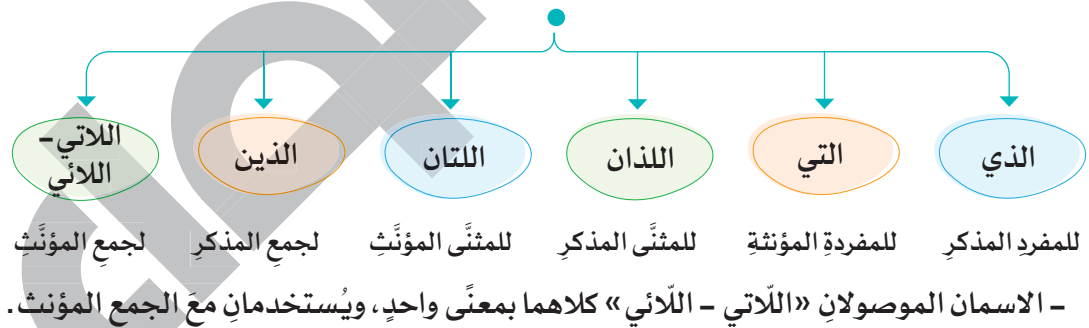 الذي
التي
اللذان
اللتان
الذين
اللاتي-
اللائي
للمفردِ المذكرِ
للمفردةِ المؤنثةِ
للمثنَّى المذكرِ
للمثنَّى المؤنَّثِ
لجمعِ المذكرِ
لجمعِ المؤنَّثِ
- الاسمان الموصولانِ «اللّاتي - اللّائي» كلاهما بمعنًى واحدٍ، ويُستخدمانِ معَ الجمع المؤنث.